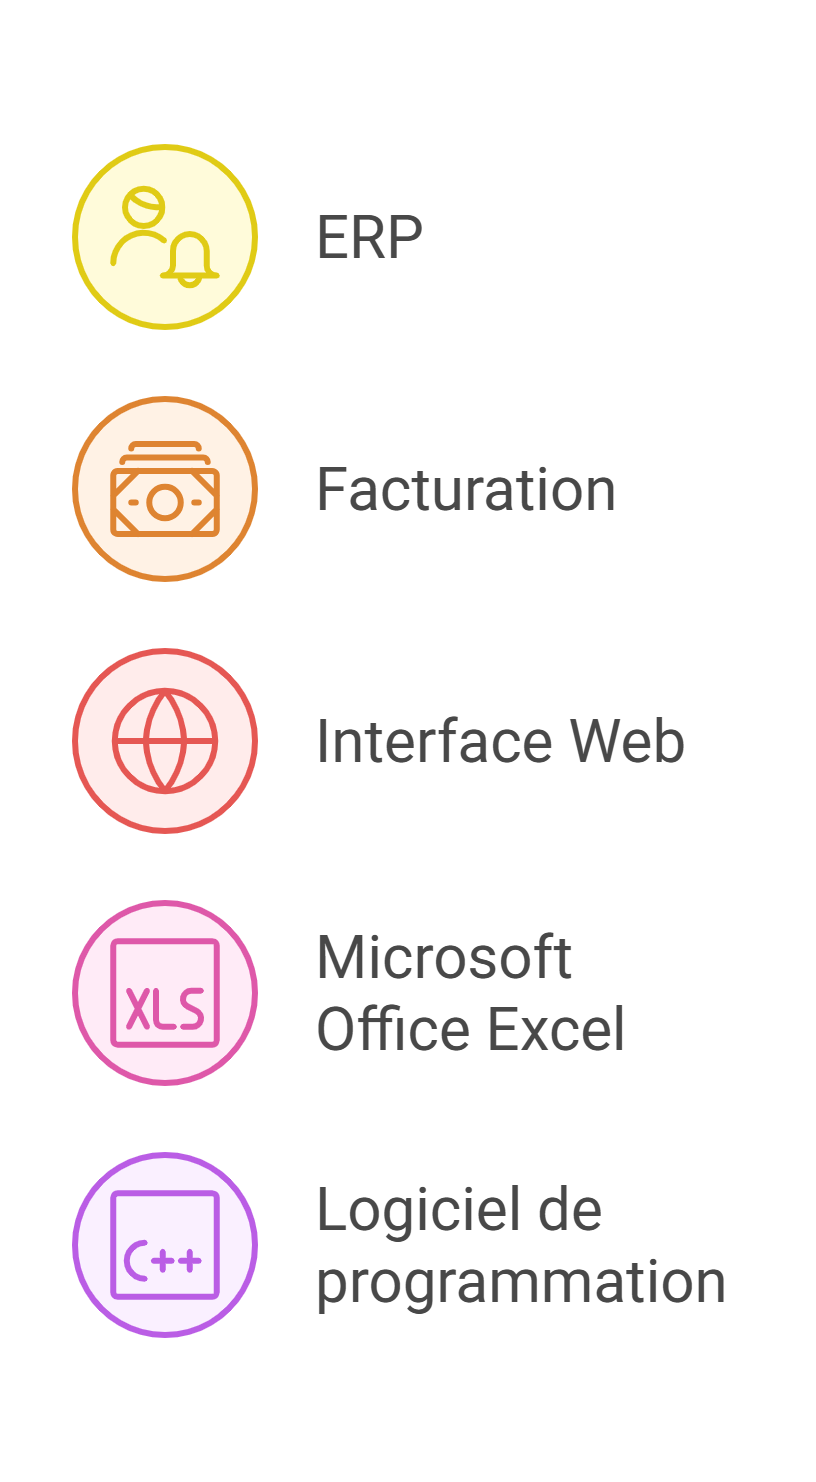 ERP
Facturation
Interface Web
XLS
Microsoft
Office Excel
C++
Logiciel de
programmation